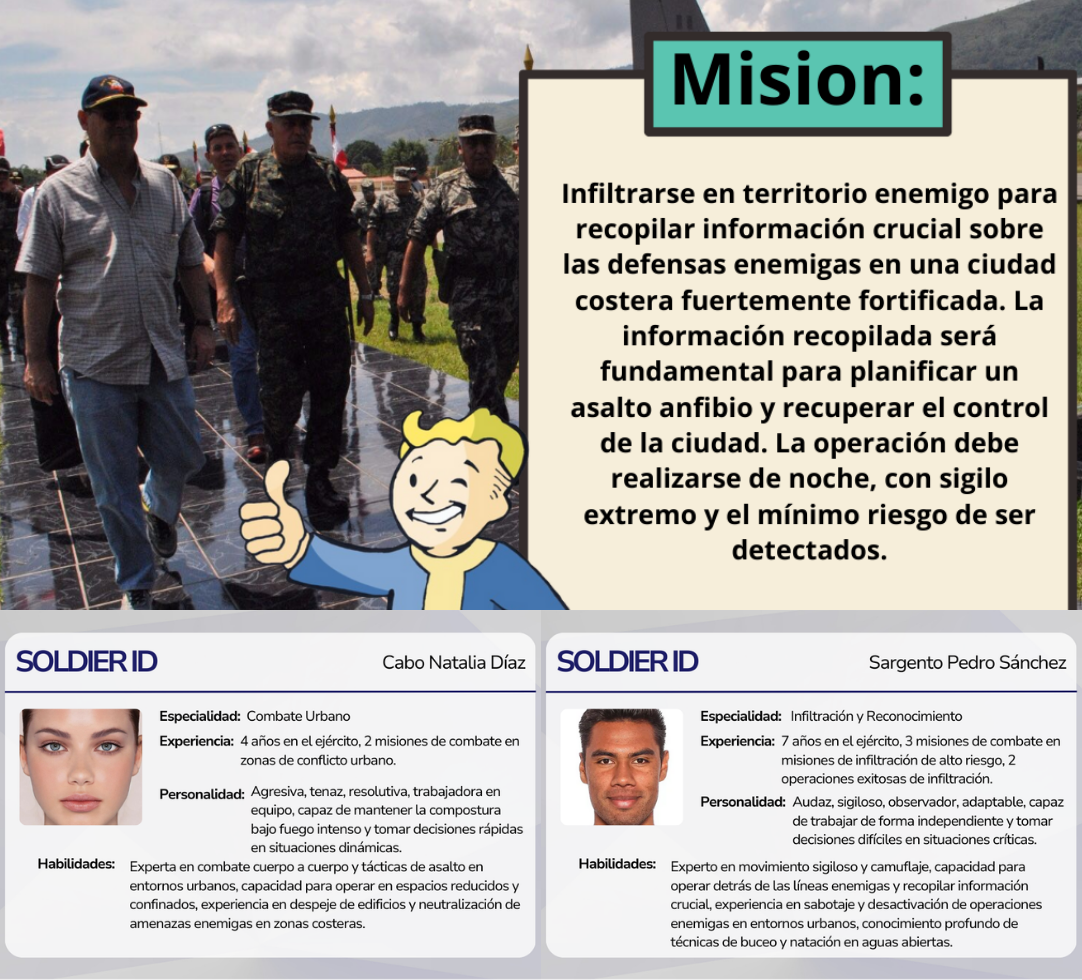 Mision:
Infiltrarse en territorio enemigo para
recopilar información crucial sobre
las defensas enemigas en una ciudad
costera fuertemente fortificada. La
información recopilada será
fundamental para planificar un
asalto anfibio y recuperar el control
de la ciudad. La operación debe
realizarse de noche, con sigilo
extremo y el mínimo riesgo de ser
detectados.
SOLDIER ID
Cabo Natalia Díaz
Especialidad: Combate Urbano
Experiencia: 4 años en el ejército, 2 misiones de combate en
zonas de conflicto urbano.
Personalidad: Agresiva, tenaz, resolutiva, trabajadora en
equipo, capaz de mantener la compostura
bajo fuego intenso y tomar decisiones rápidas
en situaciones dinámicas.
Habilidades: Experta en combate cuerpo a cuerpo y tácticas de asalto en
entornos urbanos, capacidad para operar en espacios reducidos y
confinados, experiencia en despeje de edificios y neutralización de
amenazas enemigas en zonas costeras.
SOLDIER ID
Sargento Pedro Sánchez
Especialidad: Infiltración y Reconocimiento
Experiencia: 7 años en el ejército, 3 misiones de combate en
misiones de infiltración de alto riesgo, 2
operaciones exitosas de infiltración.
Personalidad: Audaz, sigiloso, observador, adaptable, capaz
de trabajar de forma independiente y tomar
decisiones difíciles en situaciones críticas.
Habilidades: Experto en movimiento sigiloso y camuflaje, capacidad para
operar detrás de las líneas enemigas y recopilar información
crucial, experiencia en sabotaje y desactivación de operaciones
enemigas en entornos urbanos, conocimiento profundo de
técnicas de buceo y natación en aguas abiertas.